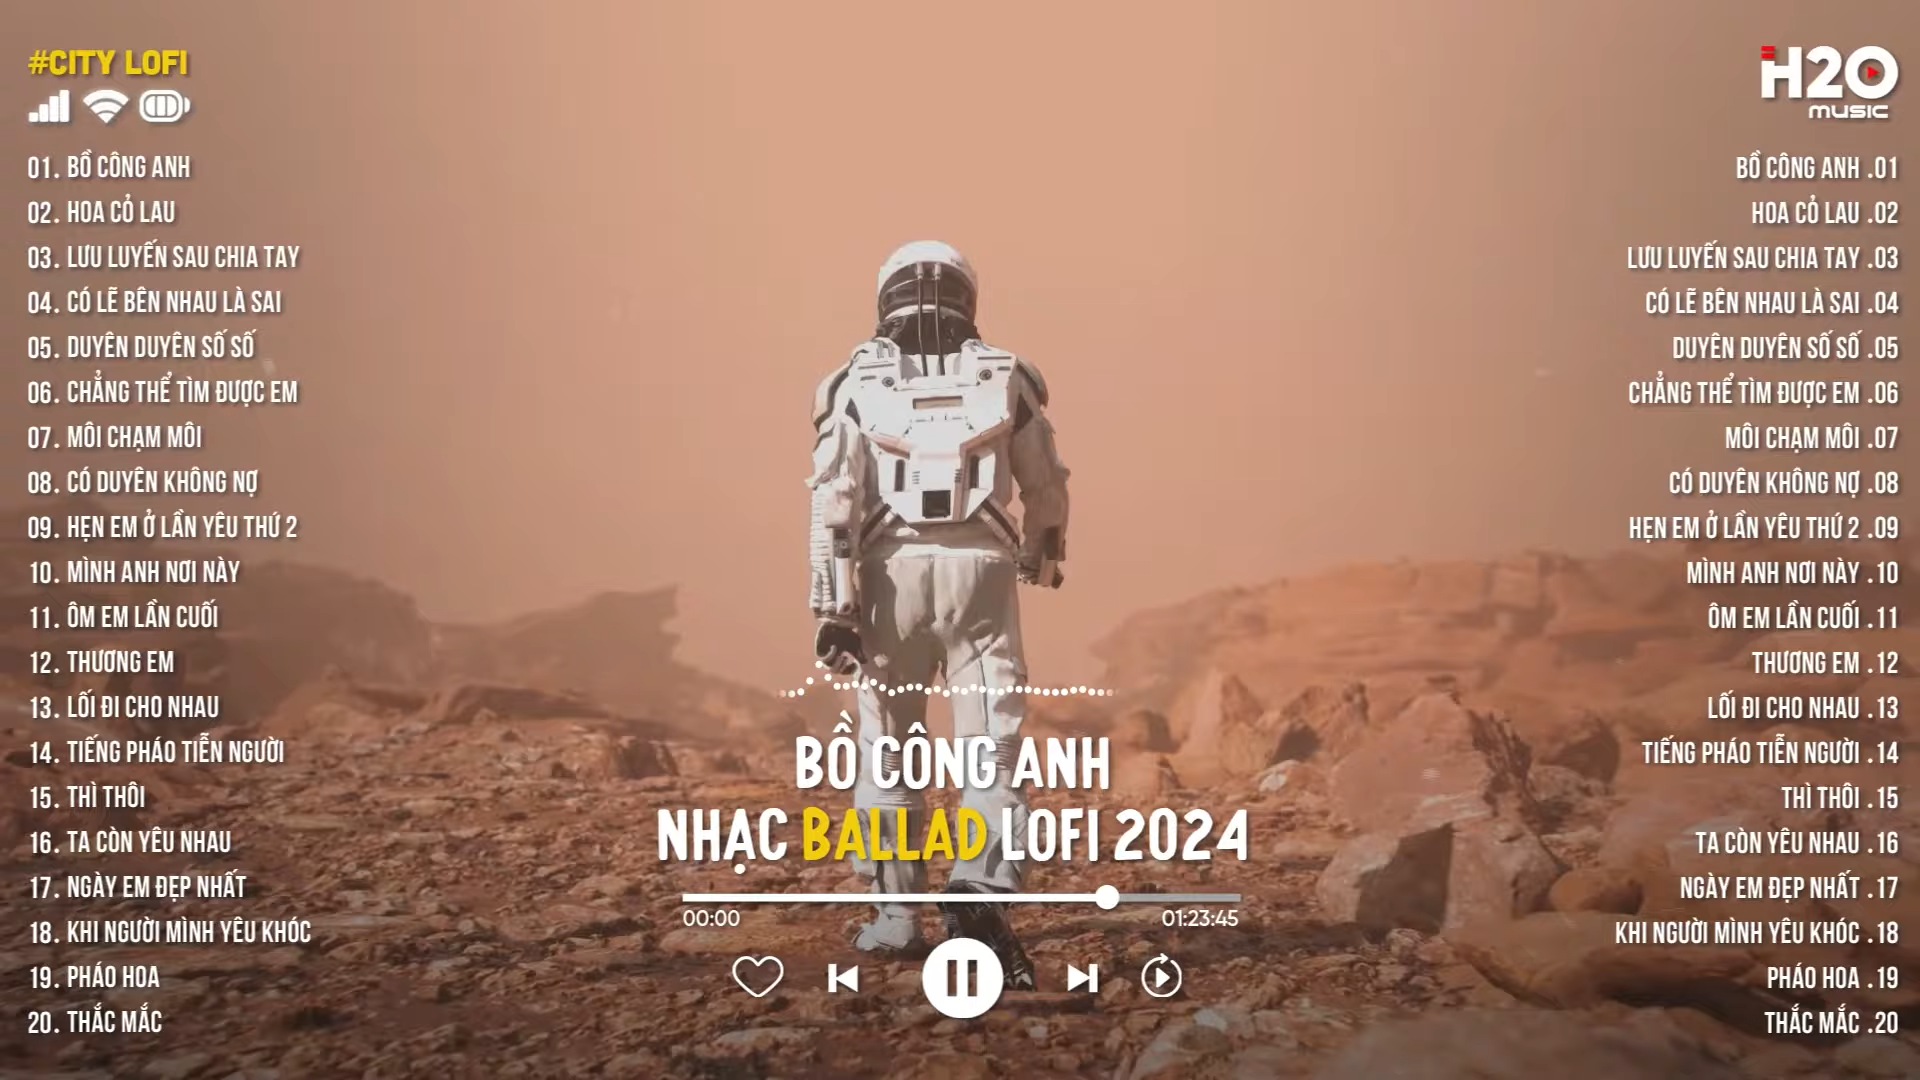 #CITY LOFI
01. BỒ CÔNG ANH
02. HOA CỎ LAU
03. LƯU LUYẾN SAU CHIA TAY
04. CÓ LẼ BÊN NHAU LÀ SAI
05. DUYÊN DUYÊN SỐ SỐ
06. CHẲNG THỂ TÌM ĐƯỢC EM
07. MÔI CHẠM MÔI
08. CÓ DUYÊN KHÔNG NỢ
09. HẸN EM Ở LẦN YÊU THỨ 2
10. MÌNH ANH NƠI NÀY
11. ÔM EM LẦN CUỐI
12. THƯƠNG EM
13. LỐI ĐI CHO NHAU
14. TIẾNG PHÁO TIỄN NGƯỜI
15. THÌ THÔI
16. TA CÒN YÊU NHAU
17. NGÀY EM ĐẸP NHẤT
18. KHI NGƯỜI MÌNH YÊU KHÓC
19. PHÁO HOA
20. THẮC MẮC
BỒ CÔNG ANH
NHẠC BALLAD LOFI 2024
00:00
01:23:45
H2O
MUSIC
BỒ CÔNG ANH .01
HOA CỎ LAU .02
LƯU LUYẾN SAU CHIA TAY .03
CÓ LẼ BÊN NHAU LÀ SAI .04
DUYÊN DUYÊN SỐ SỐ .05
CHẲNG THỂ TÌM ĐƯỢC EM .06
MÔI CHẠM MÔI .07
CÓ DUYÊN KHÔNG NỢ .08
HẸN EM Ở LẦN YÊU THỨ 2 .09
MÌNH ANH NƠI NÀY .10
ÔM EM LẦN CUỐI .11
THƯƠNG EM .12
LỐI ĐI CHO NHAU .13
TIẾNG PHÁO TIỄN NGƯỜI .14
THÌ THÔI .15
TA CÒN YÊU NHAU .16
NGÀY EM ĐẸP NHẤT .17
KHI NGƯỜI MÌNH YÊU KHÓC .18
PHÁO HOA .19
THẮC MẮC .20